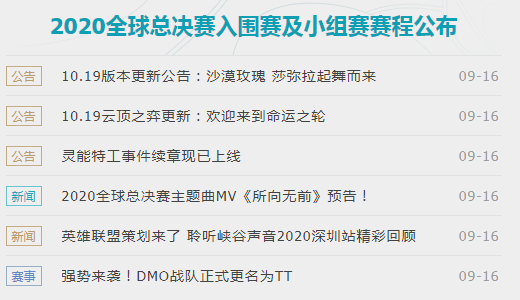 2020全球总决赛入围赛及小组赛赛程公布
公告 10.19版本更新公告：沙漠玫瑰 莎弥拉起舞而来 09-16
公告 10.19云顶之弈更新：欢迎来到命运之轮 09-16
公告 灵能特工事件续章现已上线 09-16
新闻 2020全球总决赛主题曲MV《所向无前》预告！ 09-16
新闻 英雄联盟策划来了 聆听峡谷声音2020深圳站精彩回顾 09-16
赛事 强势来袭！DMO战队正式更名为TT 09-16